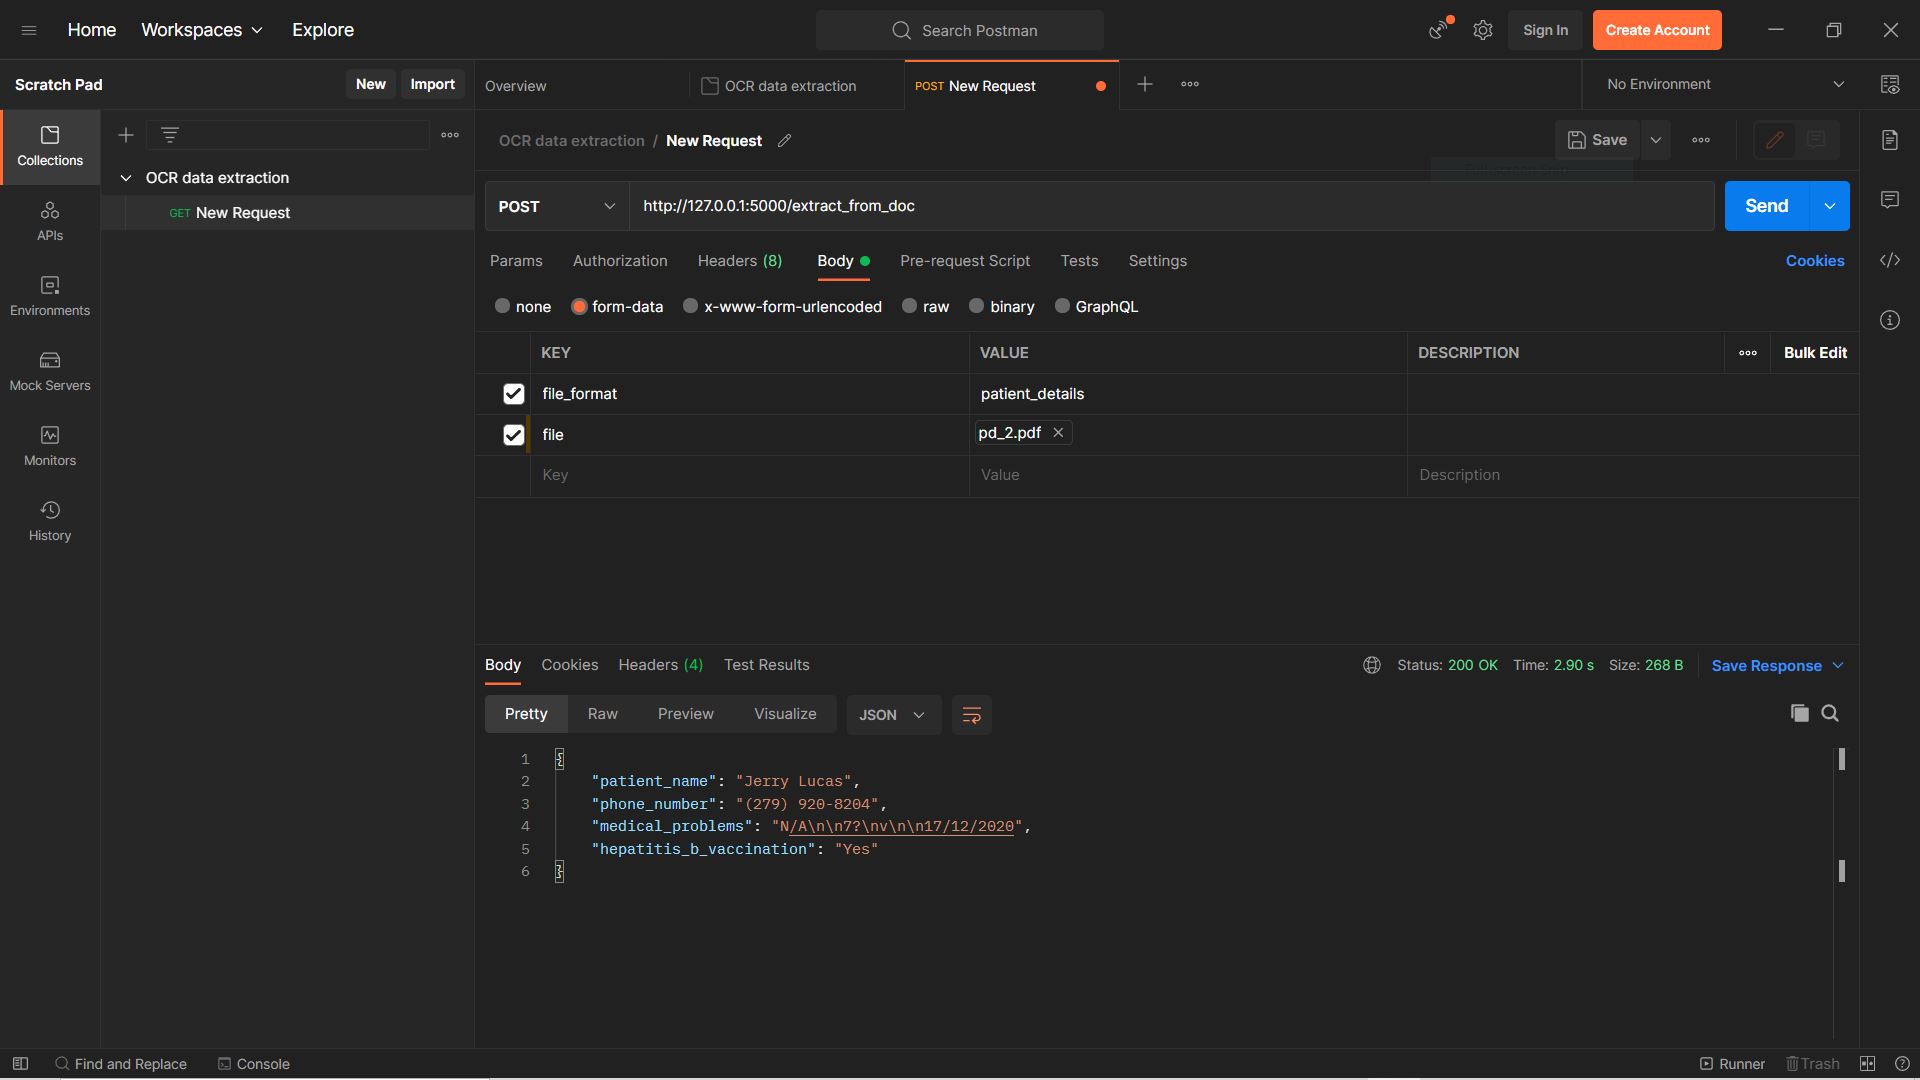 Home Workspaces Explore Search Postman Sign In Create Account
Scratch Pad New Import Overview OCR data extraction POST New Request No Environment
Collections
APIs
Environments
Mock Servers
Monitors
History
OCR data extraction
GET New Request
OCR data extraction / New Request Save
POST http://127.0.0.1:5000/extract_from_doc Send
Params Authorization Headers (8) Body Pre-request Script Tests Settings Cookies
none form-data x-www-form-urlencoded raw binary GraphQL
KEY VALUE DESCRIPTION Bulk Edit
file_format patient_details
file pd_2.pdf
Key Value Description
Body Cookies Headers (4) Test Results Status: 200 OK Time: 2.90 s Size: 268 B Save Response
Pretty Raw Preview Visualize JSON
1 {
2 "patient_name": "Jerry Lucas",
3 "phone_number": "(279) 920-8204",
4 "medical_problems": "N/A\n\n7?\nv\n\n17/12/2020",
5 "hepatitis_b_vaccination": "Yes"
6 }
Find and Replace Console Runner Trash